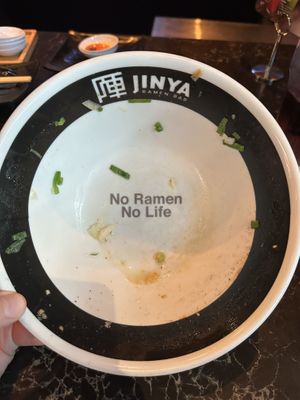 陣 JINYA
RAMEN BAR
No Ramen
No Life